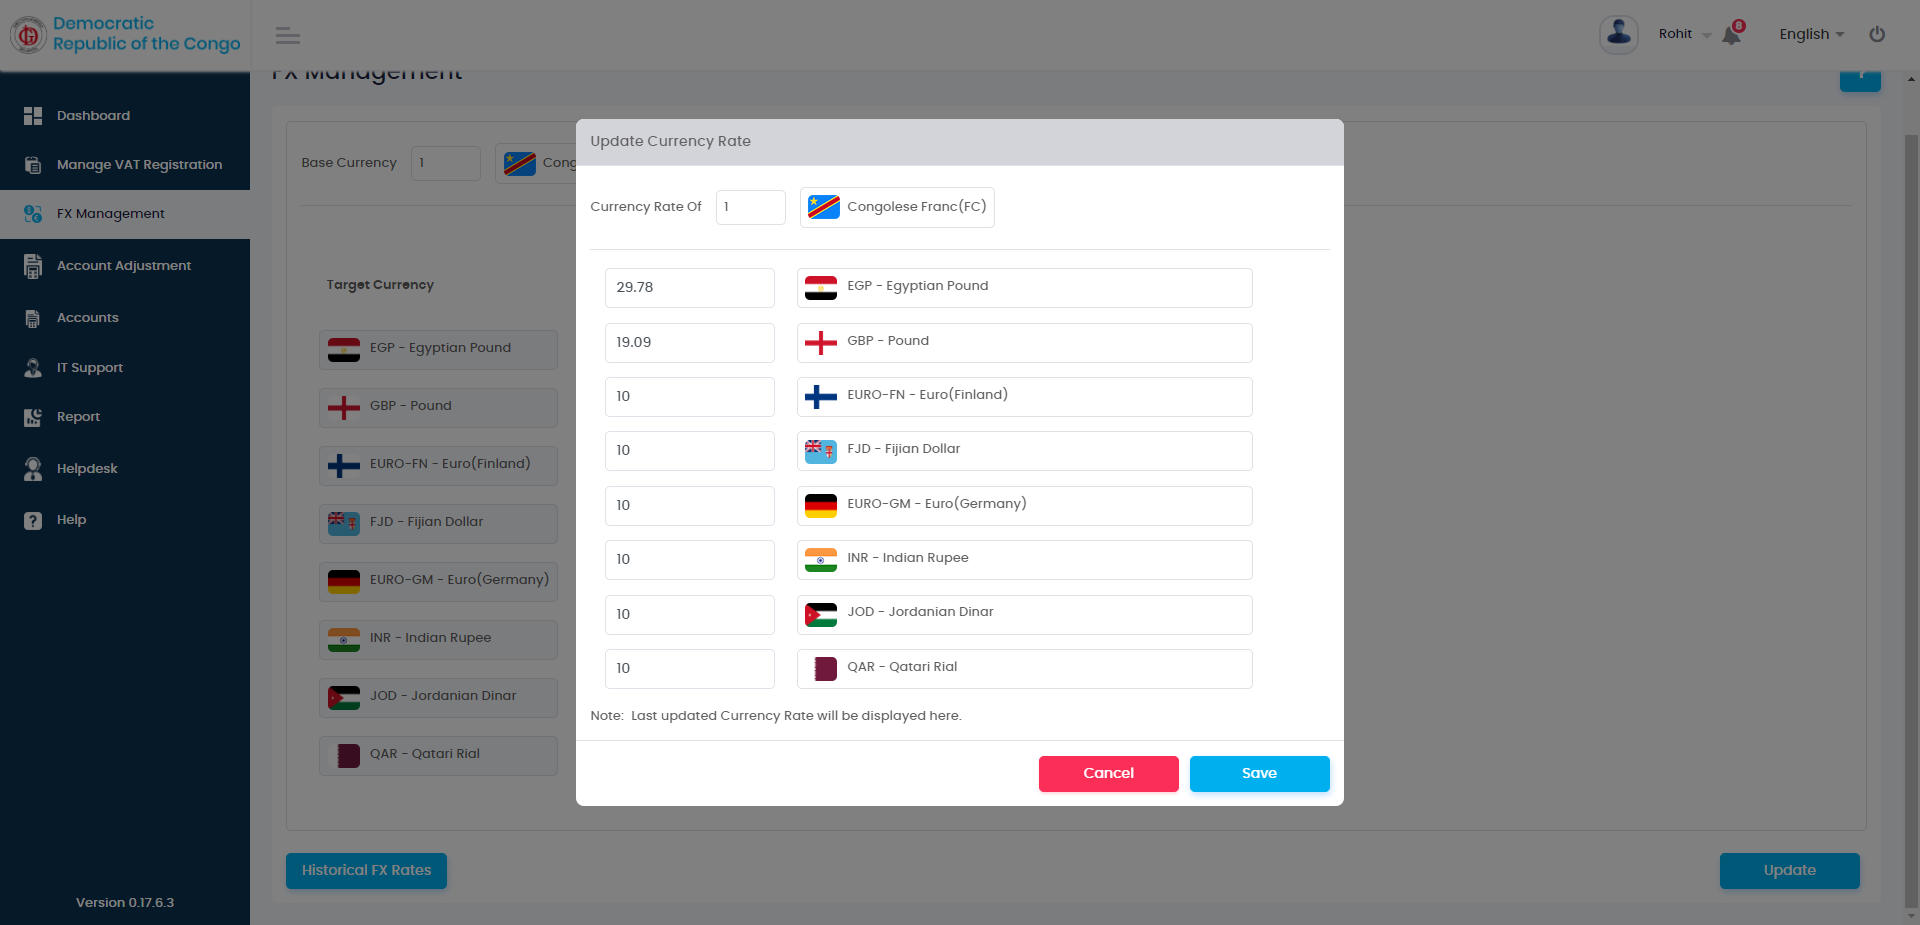 Democratic
Republic of the Congo
Rohit
8
English
FX Management
Dashboard
Manage VAT Registration
FX Management
Account Adjustment
Accounts
IT Support
Report
Helpdesk
Help
Version 0.17.6.3
Base Currency
1
Cong
Target Currency
EGP - Egyptian Pound
GBP - Pound
EURO-FN - Euro(Finland)
FJD - Fijian Dollar
EURO-GM - Euro(Germany)
INR - Indian Rupee
JOD - Jordanian Dinar
QAR - Qatari Rial
Historical FX Rates
Update
Update Currency Rate
Currency Rate Of 1 Congolese Franc(FC)
29.78 EGP - Egyptian Pound
19.09 GBP - Pound
10 EURO-FN - Euro(Finland)
10 FJD - Fijian Dollar
10 EURO-GM - Euro(Germany)
10 INR - Indian Rupee
10 JOD - Jordanian Dinar
10 QAR - Qatari Rial
Note: Last updated Currency Rate will be displayed here.
Cancel
Save